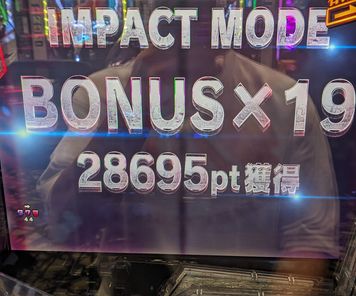 IMPACT MODE
BONUS×19
28695pt獲得